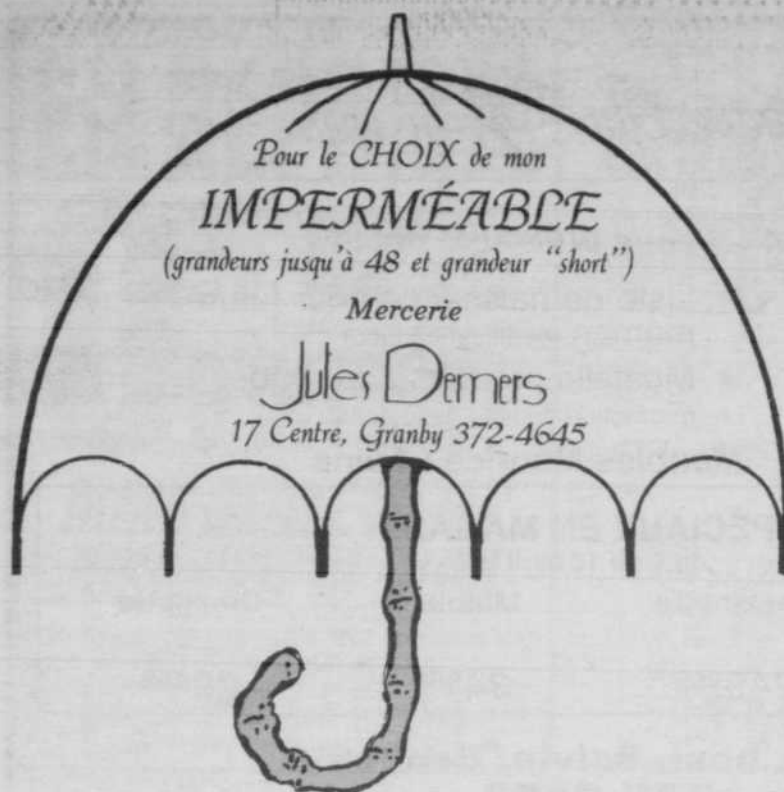 Pour le CHOIX de mon
IMPERMÉABLE
(grandeurs jusqu'à 48 et grandeur "short")
Mercerie
Jules Demers
17 Centre, Granby 372-4645